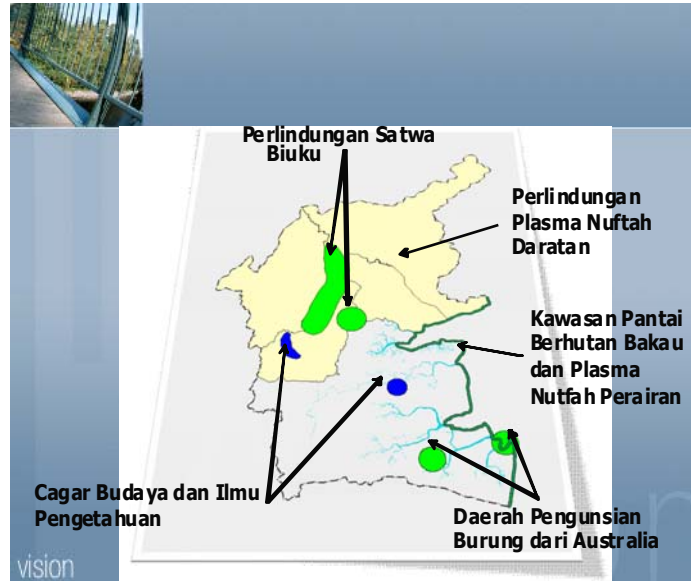 Perlindungan Satwa
Biuku
Perlindungan
Plasma Nuftah
Daratan
Kawasan Pantai
Berhutan Bakau
dan Plasma
Nutfah Perairan
Cagar Budaya dan Ilmu
Pengetahuan
Daerah Pengunsian
Burung dari Australia
vision